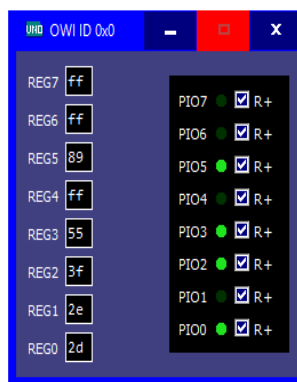 UNO OWI ID 0x0
REG7 ff
REG6 ff
REG5 89
REG4 ff
REG3 55
REG2 3f
REG1 2e
REG0 2d
PIO7 R+
PIO6 R+
PIO5 R+
PIO4 R+
PIO3 R+
PIO2 R+
PIO1 R+
PIO0 R+